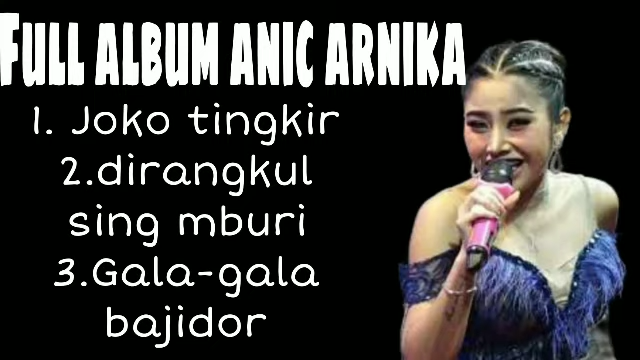 FULL ALBUM ANIC ARNIKA
1. Joko tingkir
2.dirangkul
sing mburi
3.Gala-gala
bajidor